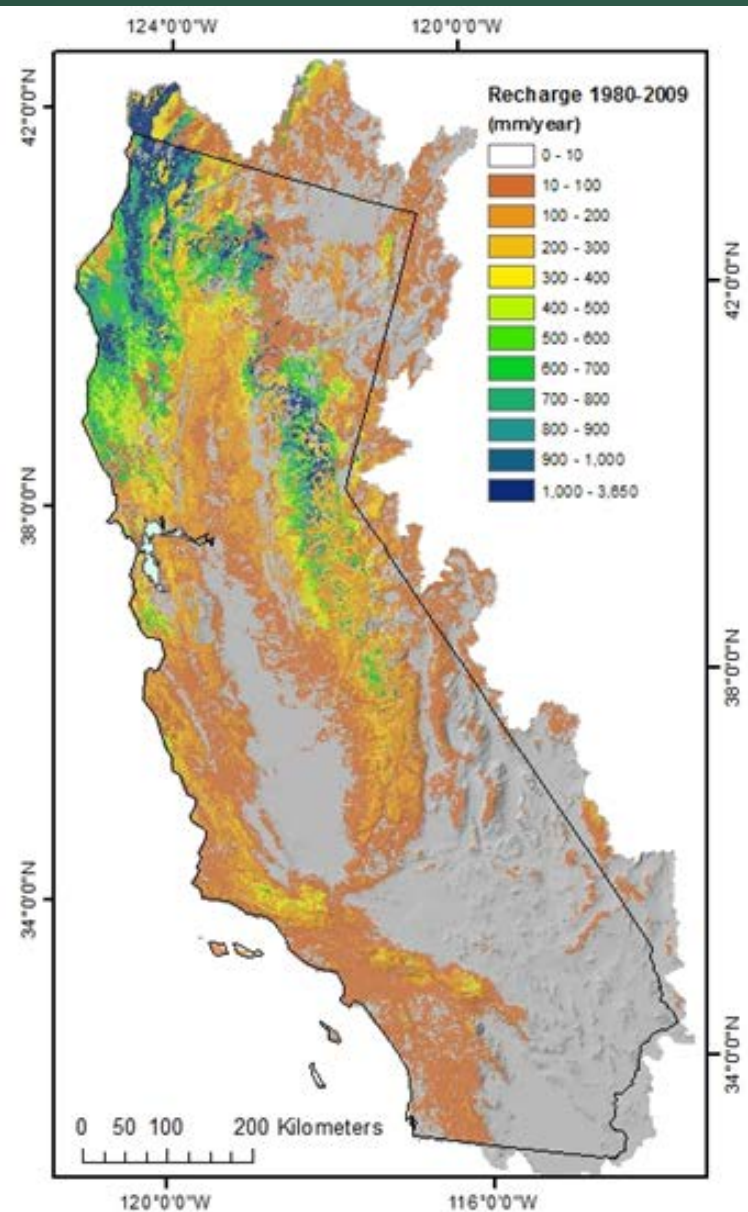 124°0'0"W 120°0'0"W
42°0'0"N
Recharge 1980-2009
(mm/year)
0 - 10
10 - 100
100 - 200
200 - 300
300 - 400
400 - 500
500 - 600
600 - 700
700 - 800
800 - 900
900 - 1,000
1,000 - 3,650
42°0'0"N
38°0'0"N
38°0'0"N
34°0'0"N
34°0'0"N
0 50 100 200 Kilometers
120°0'0"W 116°0'0"W